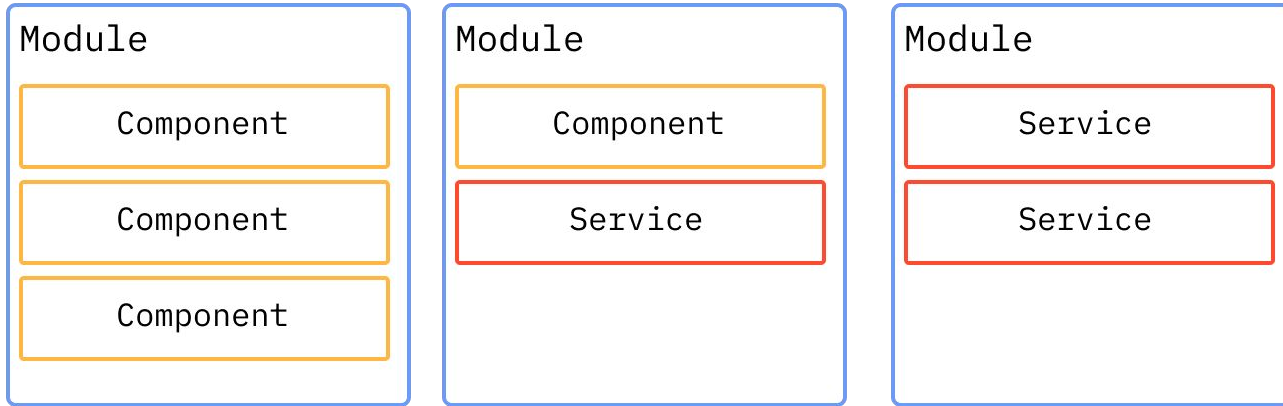 Module
Component
Component
Component
Module
Component
Service
Module
Service
Service